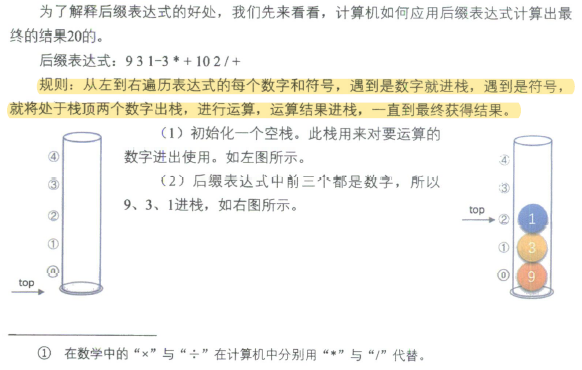 为了解释后缀表达式的好处，我们先来看看，计算机如何应用后缀表达式计算出最
终的结果20的。
后缀表达式：9 3 1-3 * + 10 2 / +
规则：从左到右遍历表达式的每个数字和符号，遇到是数字就进栈，遇到是符号，
就将处于栈顶两个数字出栈，进行运算，运算结果进栈，一直到最终获得结果。
（1）初始化一个空栈。此栈用来对要运算的
数字进出使用。如左图所示。
（2）后缀表达式中前三个都是数字，所以
9、3、1进栈，如右图所示。
④
③
②
①
⓪
top
④
③
top
②
1
①
3
⓪
9
① 在数学中的“×”与“÷”在计算机中分别用“*”与“/”代替。